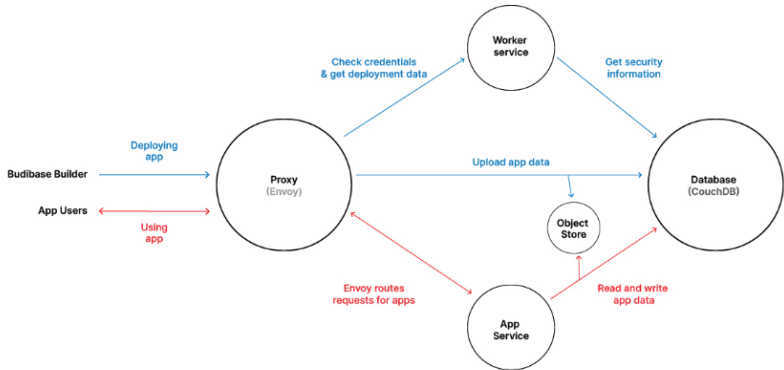 Worker
service
Check credentials
& get deployment data
Get security
information
Deploying
app
Budibase Builder
Proxy
(Envoy)
Upload app data
Database
(CouchDB)
App Users
Using
app
Object
Store
Envoy routes
requests for apps
Read and write
app data
App
Service